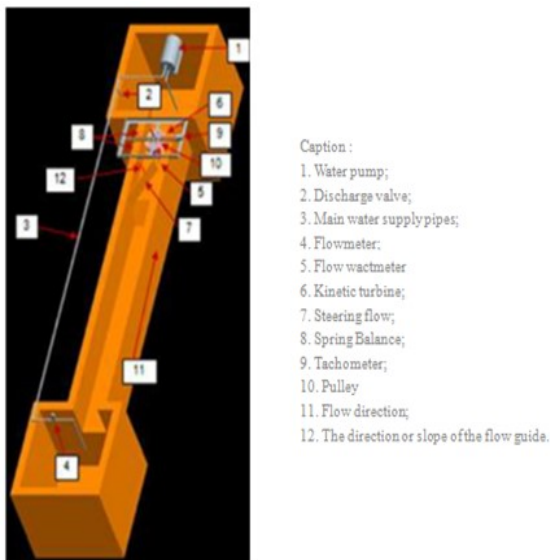 1
2
6
8
9
10
12
5
3
7
11
4
Caption :
1. Water pump;
2. Discharge valve;
3. Main water supply pipes;
4. Flowmeter;
5. Flow wactmeter
6. Kinetic turbine;
7. Steering flow;
8. Spring Balance;
9. Tachometer;
10. Pulley
11. Flow direction;
12. The direction or slope of the flow guide.